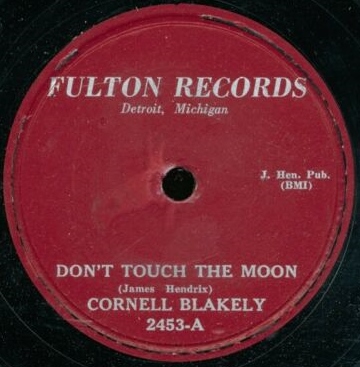 FULTON RECORDS
Detroit, Michigan
J. Hen. Pub.
(BMI)
DON'T TOUCH THE MOON
(James Hendrix)
CORNELL BLAKELY
2453-A